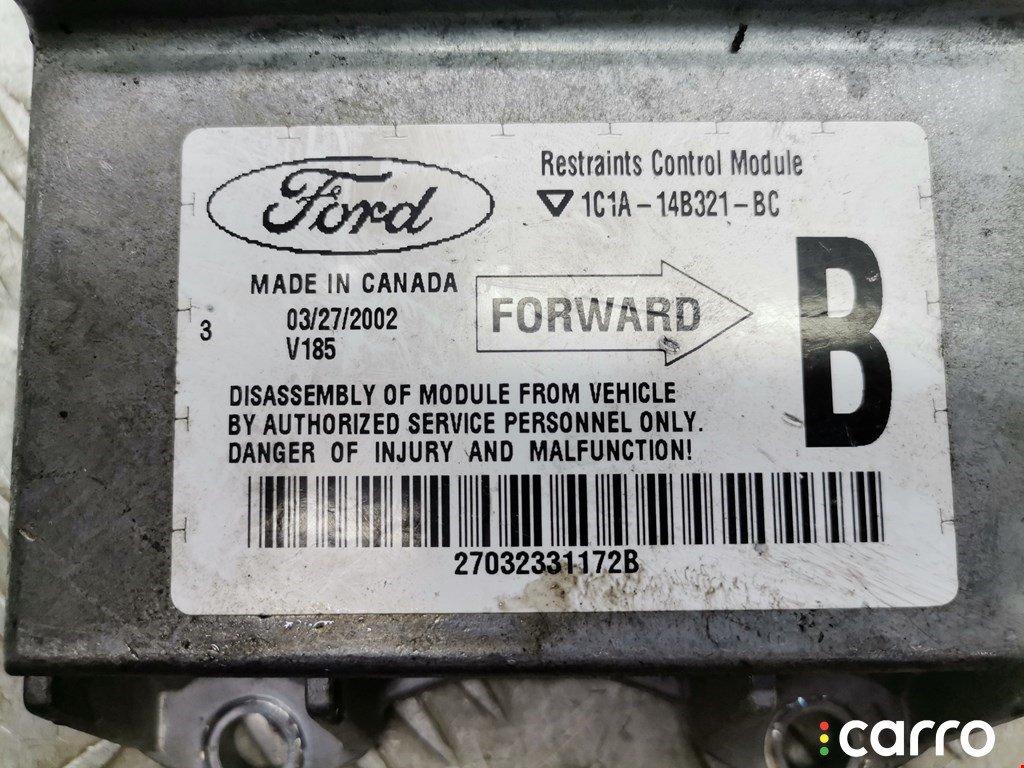 Ford
Restraints Control Module
1C1A-14B321-BC
MADE IN CANADA
03/27/2002
V185
3
FORWARD
B
DISASSEMBLY OF MODULE FROM VEHICLE
BY AUTHORIZED SERVICE PERSONNEL ONLY.
DANGER OF INJURY AND MALFUNCTION!
27032331172B
carro